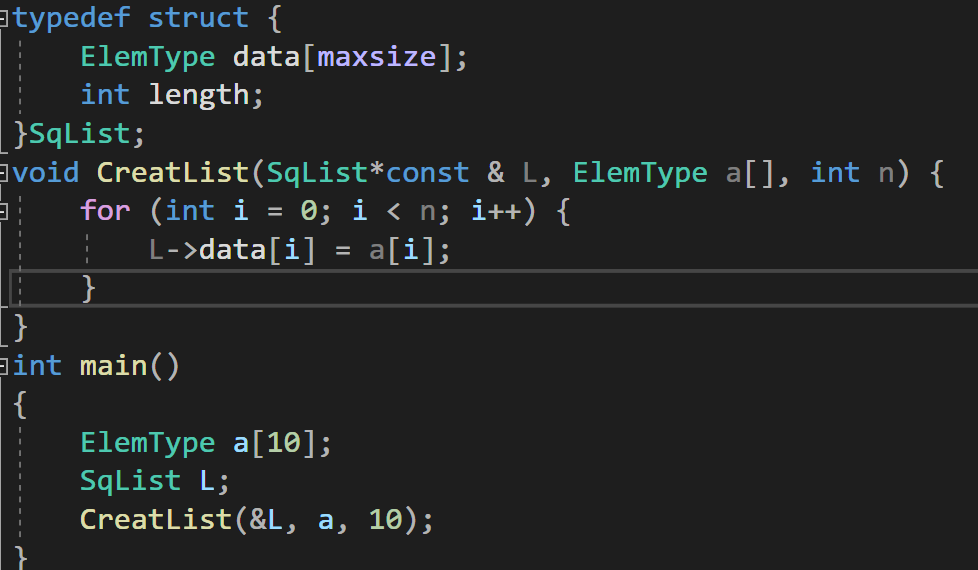 typedef struct {
    ElemType data[maxsize];
    int length;
}SqList;
void CreatList(SqList*const & L, ElemType a[], int n) {
    for (int i = 0; i < n; i++) {
        L->data[i] = a[i];
    }
}
int main()
{
    ElemType a[10];
    SqList L;
    CreatList(&L, a, 10);
}